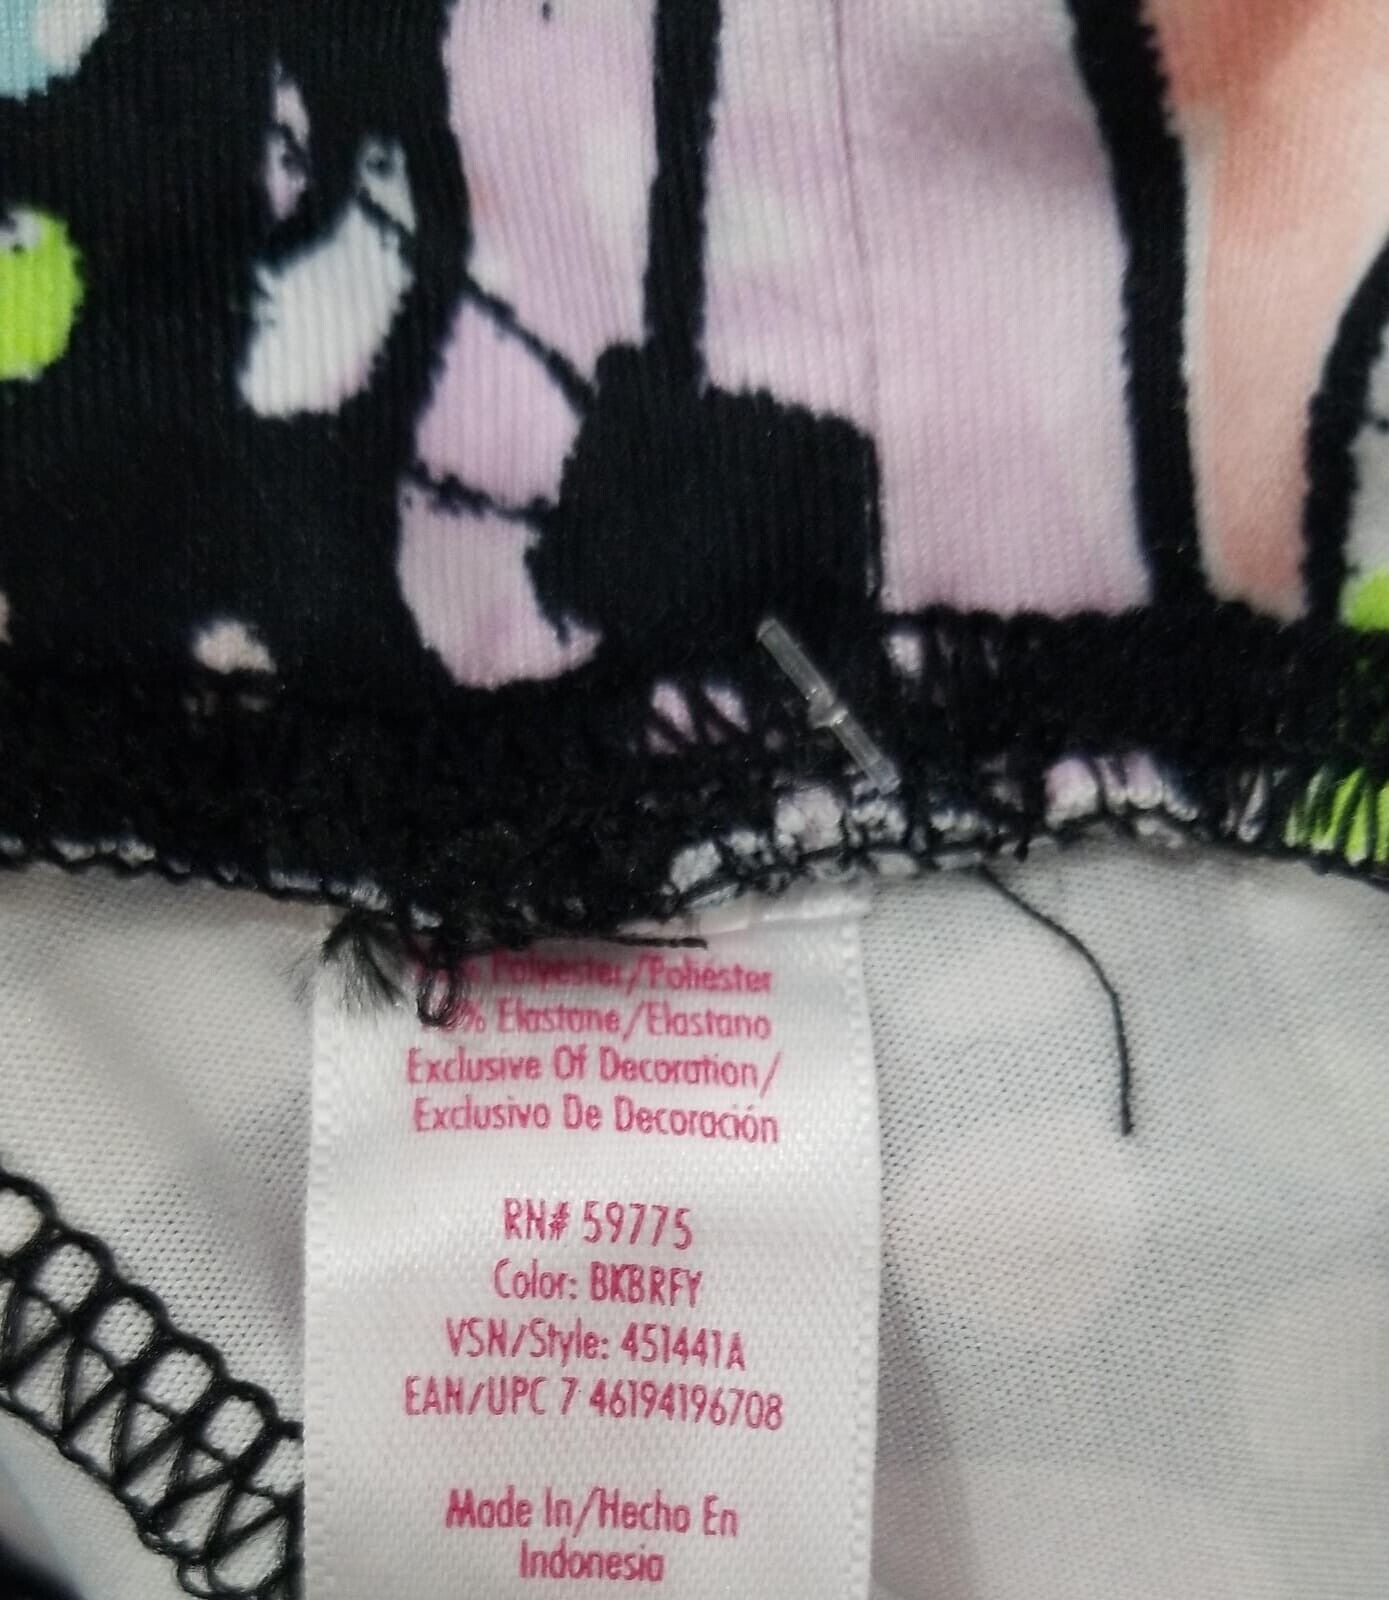 Polyester/Poliéster
% Elastane/Elastano
Exclusive Of Decoration/
Exclusivo De Decoración
RN# 59775
Color: BKBRFY
VSN/Style: 451441A
EAN/UPC 7 46194196708
Made In/Hecho En
Indonesia